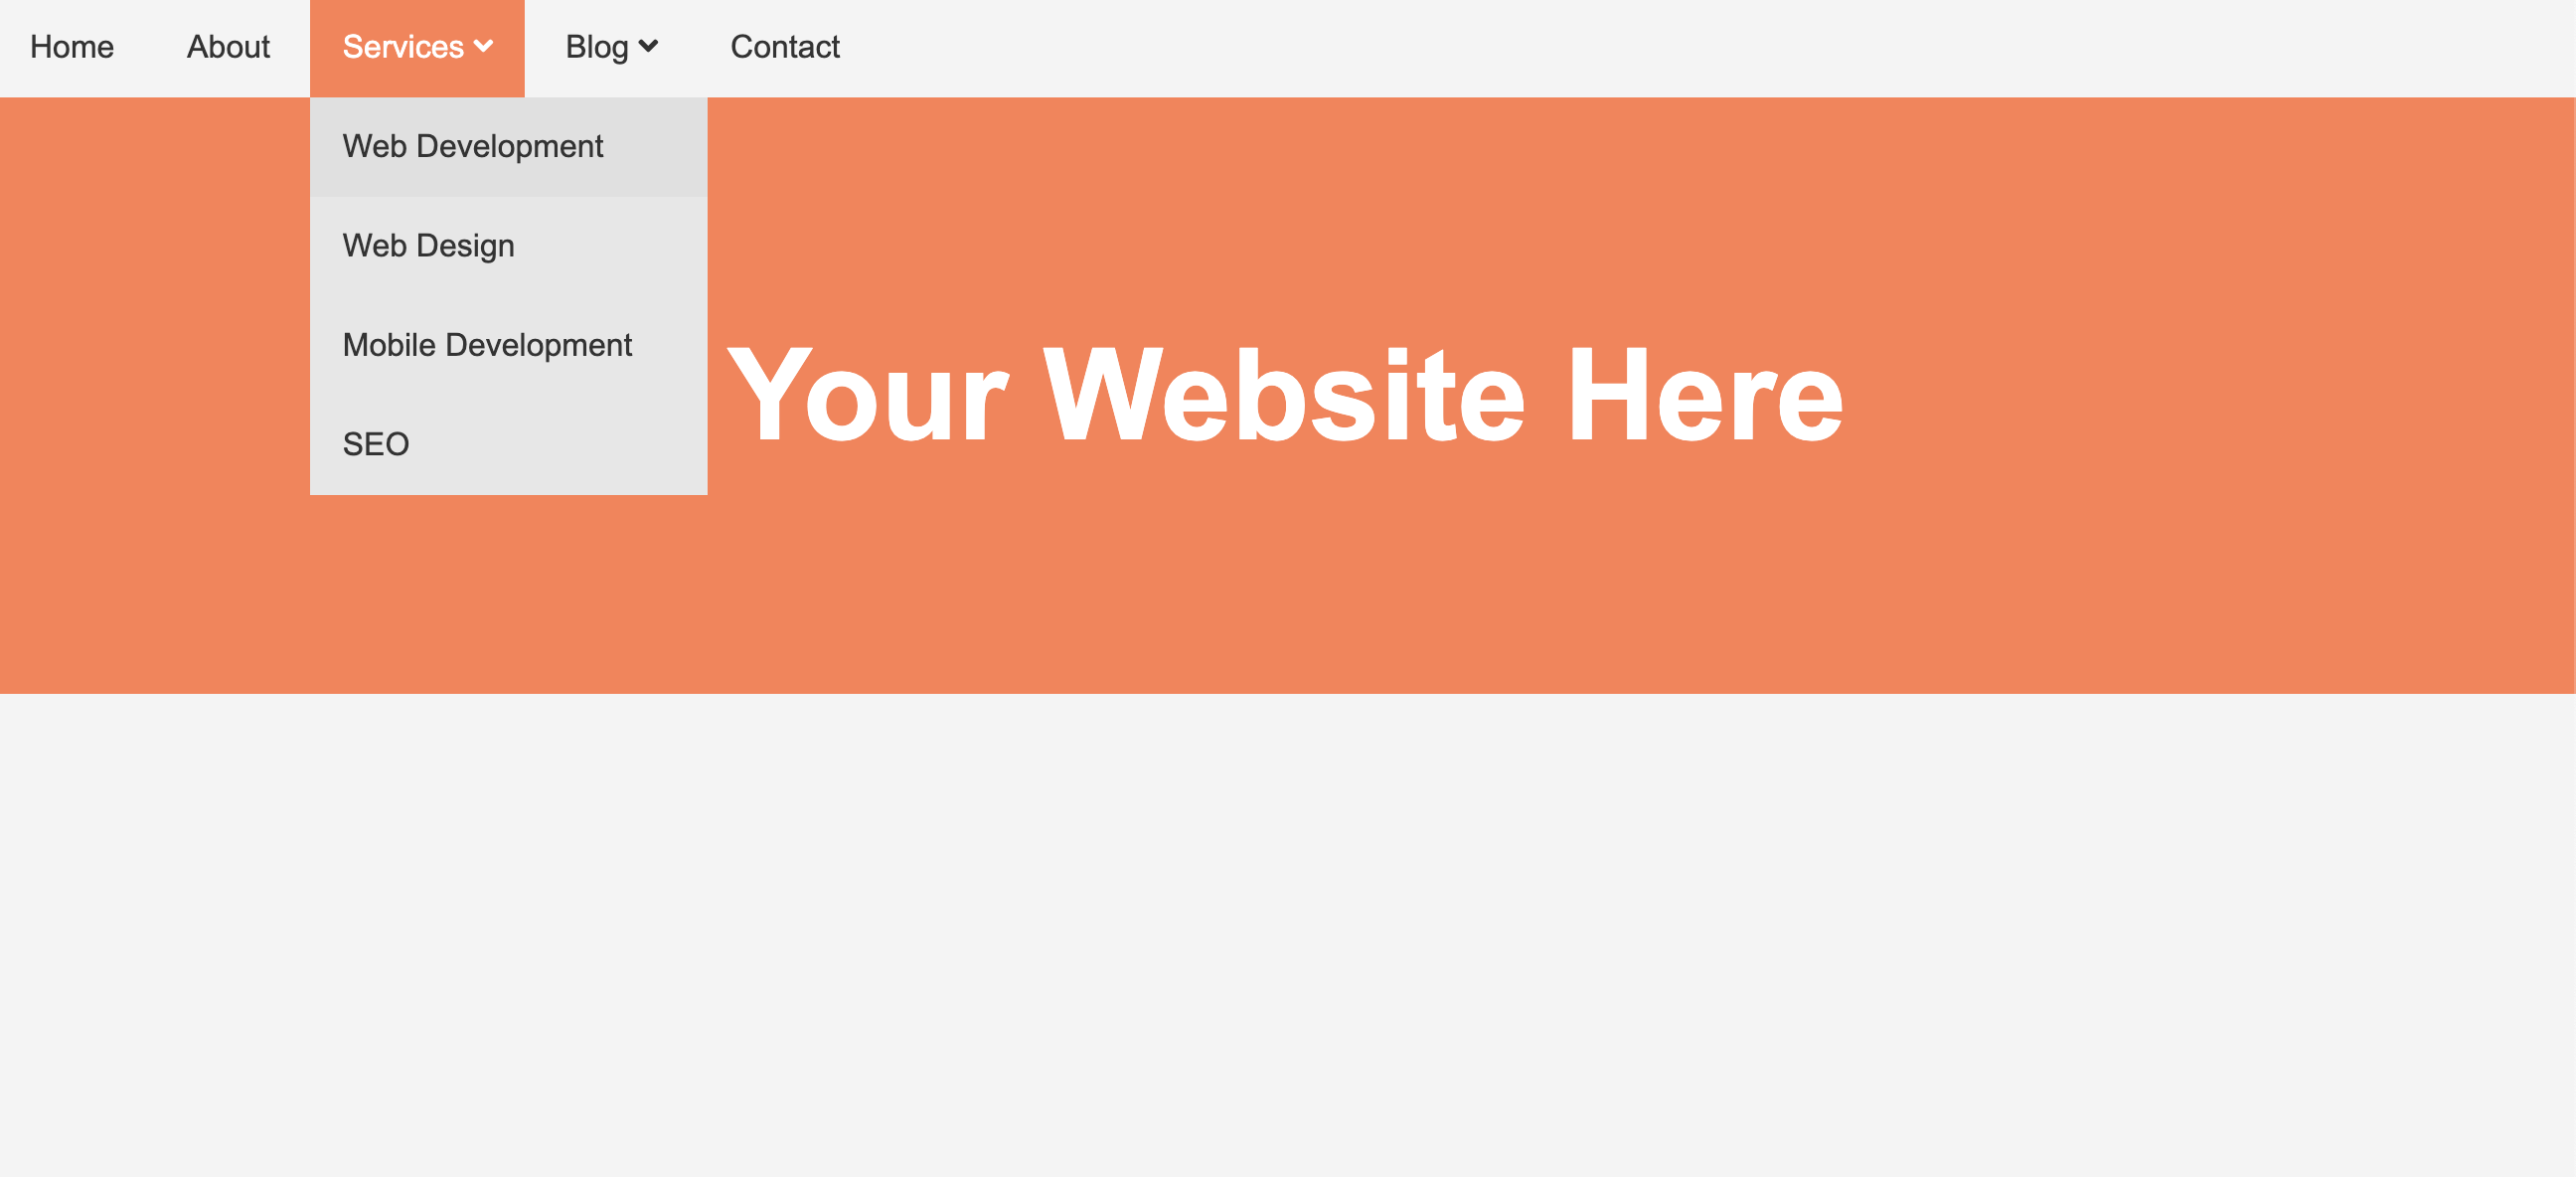 Home About Services Blog Contact
Web Development
Web Design
Mobile Development
SEO
Your Website Here